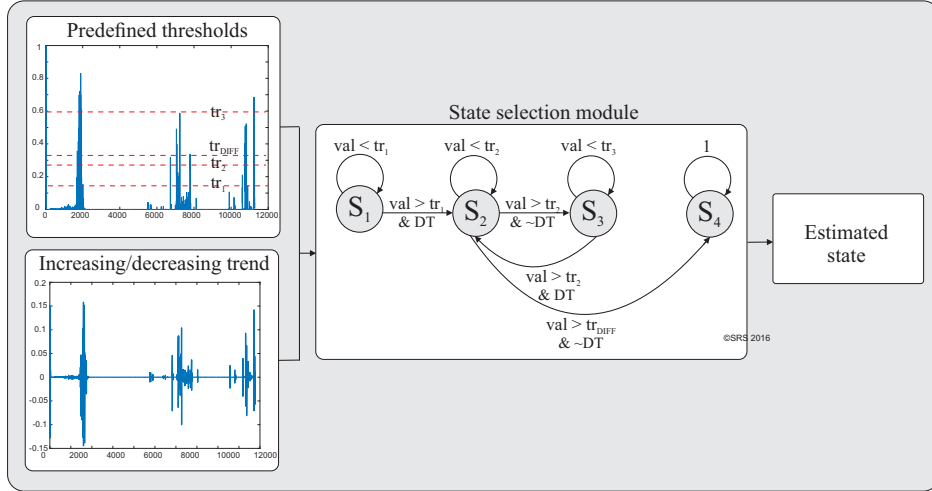 Predefined thresholds
1
0.8
0.6
0.4
0.2
0
0
2000 4000 6000 8000 10000 12000
tr3
trDIFF
tr2
tr1
Increasing/decreasing trend
0.2
0.15
0.10
0.05
0
-0.05
-0.1
-0.15
0 2000 4000 6000 8000 10000 12000
State selection module
val < tr1
val < tr2
val < tr3
1
S1
val > tr1
& DT
S2
val > tr2
& ~DT
S3
S4
val > tr2
& DT
val > trDIFF
& ~DT
©SRS 2016
Estimated
state